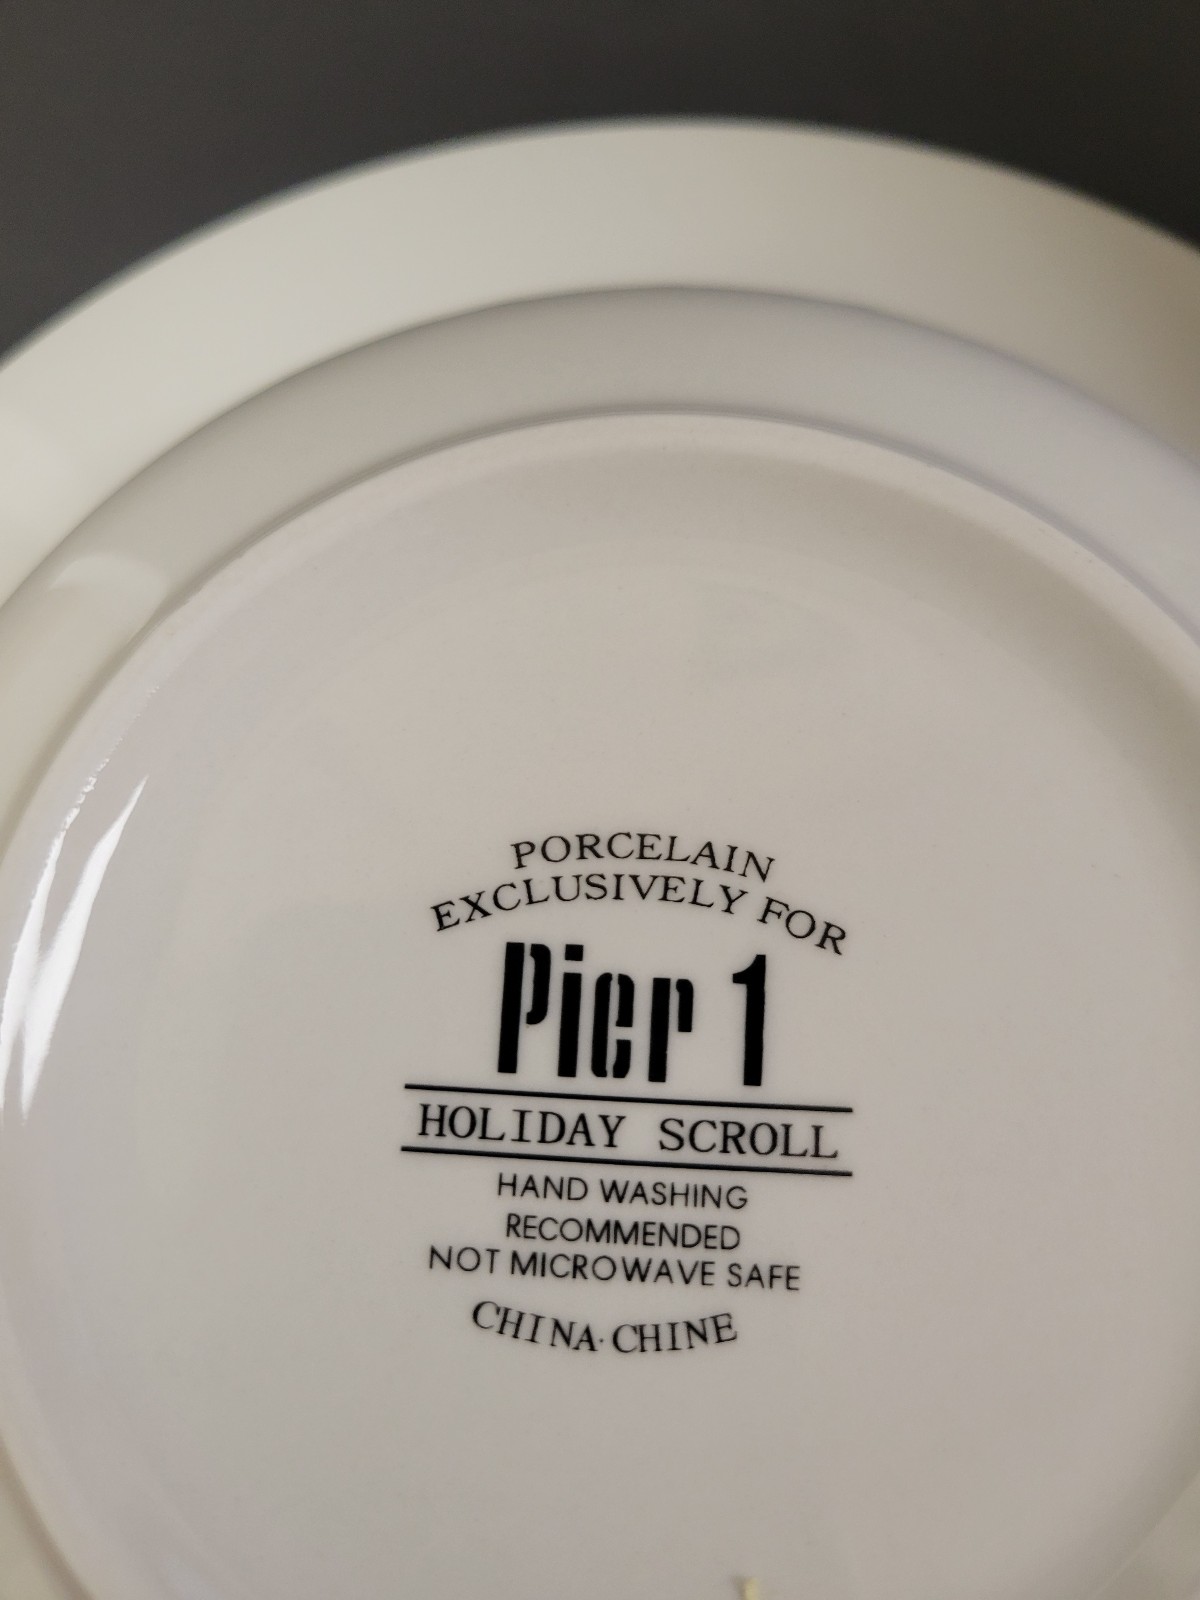 PORCELAIN
EXCLUSIVELY FOR
Pier 1
HOLIDAY SCROLL
HAND WASHING
RECOMMENDED
NOT MICROWAVE SAFE
CHINA·CHINE